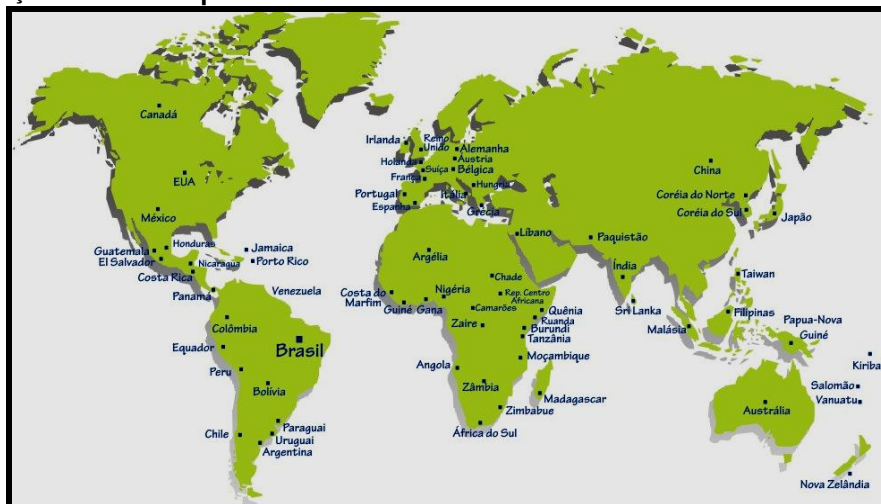 Canadá
EUA
México
Guatemala
Honduras
El Salvador
Nicaragua
Costa Rica
Panamá
Jamaica
Porto Rico
Venezuela
Colômbia
Equador
Brasil
Peru
Bolívia
Chile
Paraguai
Uruguai
Argentina
Irlanda
Reino
Unido
Alemanha
Holanda
Áustria
Suíça
Bélgica
França
Hungria
Portugal
Itália
Espanha
Grécia
Líbano
Paquistão
China
Coréia do Norte
Coréia do Sul
Japão
Argélia
Chade
Índia
Taiwan
Costa do
Marfim
Guiné
Gana
Nigéria
Rep. Centro
Africana
Camarões
Quênia
Ruanda
Zaire
Burundi
Tanzânia
Sri Lanka
Malásia
Filipinas
Papua-Nova
Guiné
Angola
Moçambique
Kiriba
Zâmbia
Madagascar
Zimbabue
África do Sul
Salomão
Vanuatu
Austrália
Nova Zelândia